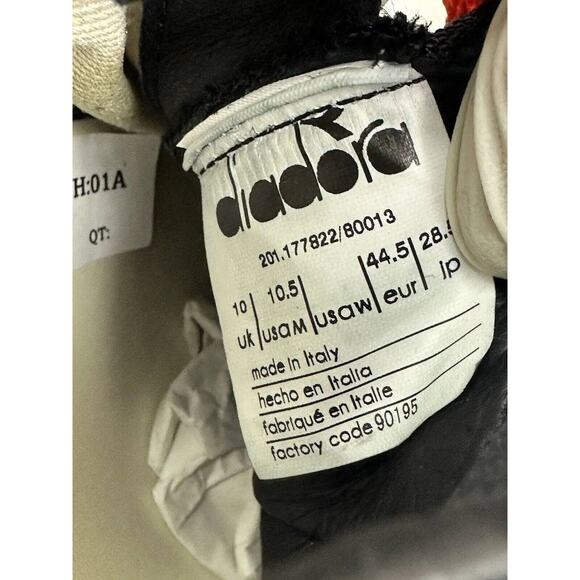 H:01A
QT:
diadora
201.177822/80013
10 10.5 44.5 28.5
uk usaM usaw eur jp
made in Italy
hecho en Italia
fabriqué en Italie
factory code 90195